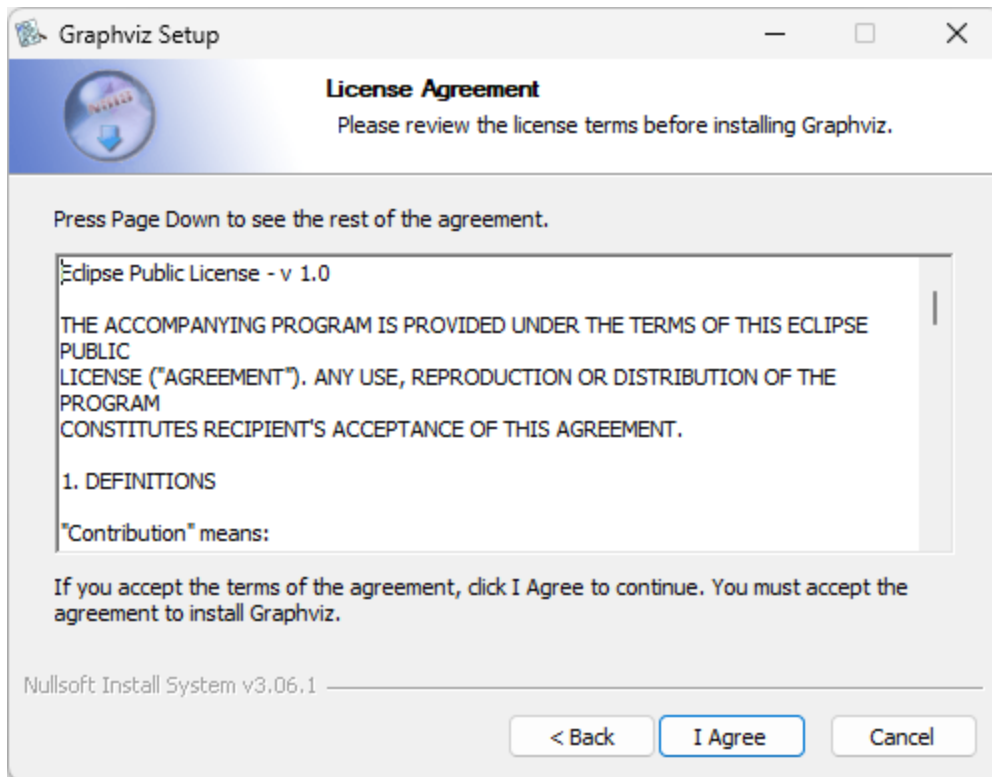 Graphviz Setup
License Agreement
Please review the license terms before installing Graphviz.
Press Page Down to see the rest of the agreement.
Eclipse Public License - v 1.0
THE ACCOMPANYING PROGRAM IS PROVIDED UNDER THE TERMS OF THIS ECLIPSE
PUBLIC
LICENSE ("AGREEMENT"). ANY USE, REPRODUCTION OR DISTRIBUTION OF THE
PROGRAM
CONSTITUTES RECIPIENT'S ACCEPTANCE OF THIS AGREEMENT.
1. DEFINITIONS
"Contribution" means:
If you accept the terms of the agreement, click I Agree to continue. You must accept the
agreement to install Graphviz.
Nullsoft Install System v3.06.1
< Back
I Agree
Cancel